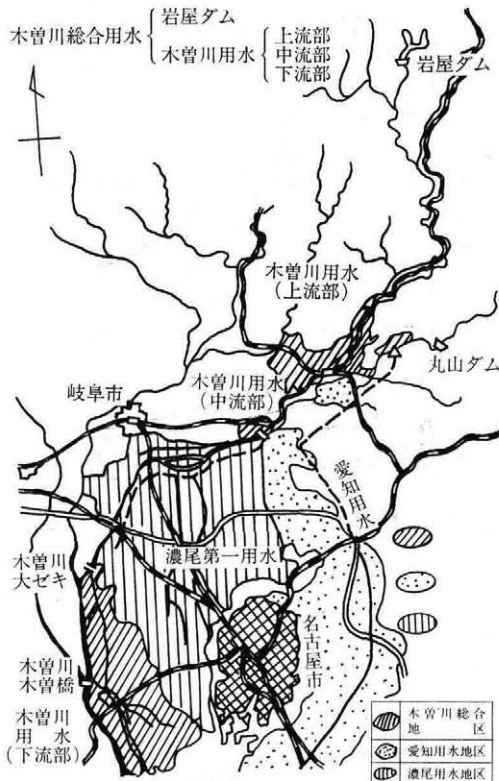 木曽川総合用水
岩屋ダム
木曽川用水
上流部
中流部
下流部
岩屋ダム
木曽川用水
(上流部)
丸山ダム
木曽川用水
(中流部)
岐阜市
愛知用水
濃尾第一用水
木曽川
大ゼキ
名古屋市
木曽川
木曽橋
木曽川
用水
(下流部)
木曽川総合
地区
愛知用水地区
濃尾用水地区